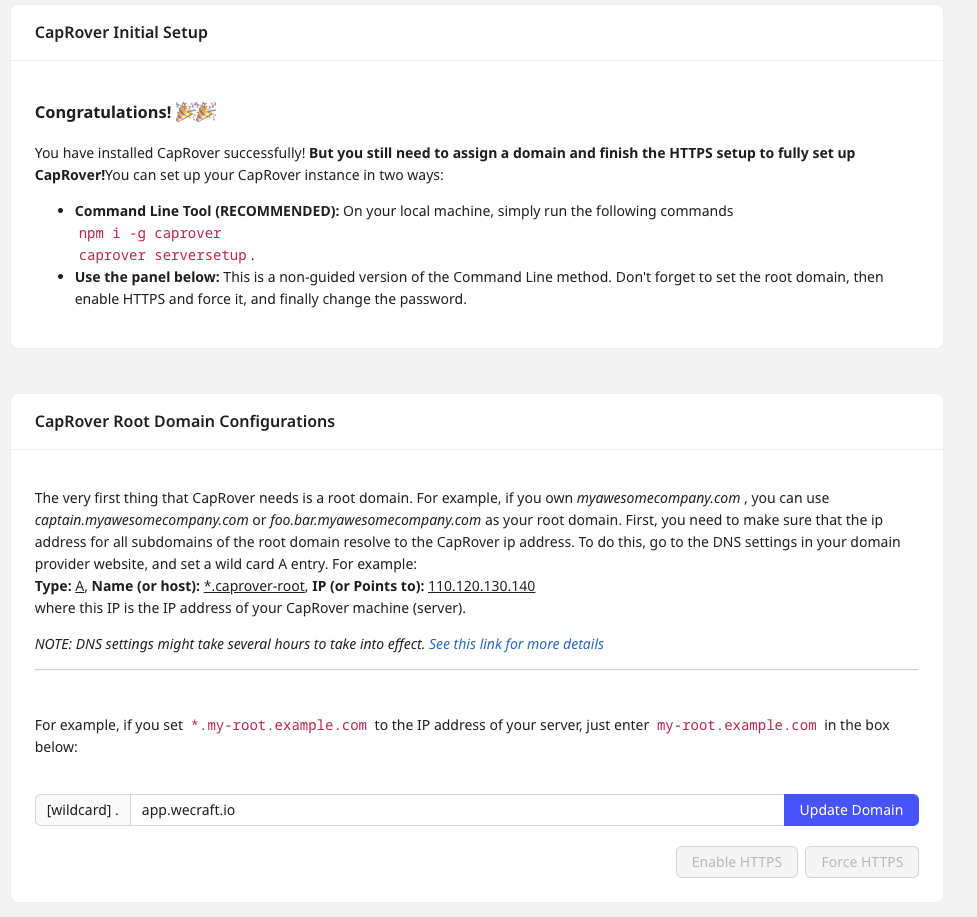 CapRover Initial Setup
Congratulations! 🎉🎉
You have installed CapRover successfully! But you still need to assign a domain and finish the HTTPS setup to fully set up
CapRover!You can set up your CapRover instance in two ways:
• Command Line Tool (RECOMMENDED): On your local machine, simply run the following commands
npm i -g caprover
caprover serversetup .
• Use the panel below: This is a non-guided version of the Command Line method. Don't forget to set the root domain, then
enable HTTPS and force it, and finally change the password.
CapRover Root Domain Configurations
The very first thing that CapRover needs is a root domain. For example, if you own myawesomecompany.com , you can use
captain.myawesomecompany.com or foo.bar.myawesomecompany.com as your root domain. First, you need to make sure that the ip
address for all subdomains of the root domain resolve to the CapRover ip address. To do this, go to the DNS settings in your domain
provider website, and set a wild card A entry. For example:
Type: A, Name (or host): *.caprover-root, IP (or Points to): 110.120.130.140
where this IP is the IP address of your CapRover machine (server).
NOTE: DNS settings might take several hours to take into effect. See this link for more details
For example, if you set *.my-root.example.com to the IP address of your server, just enter my-root.example.com in the box
below:
[wildcard] . app.wecraft.io Update Domain
Enable HTTPS Force HTTPS